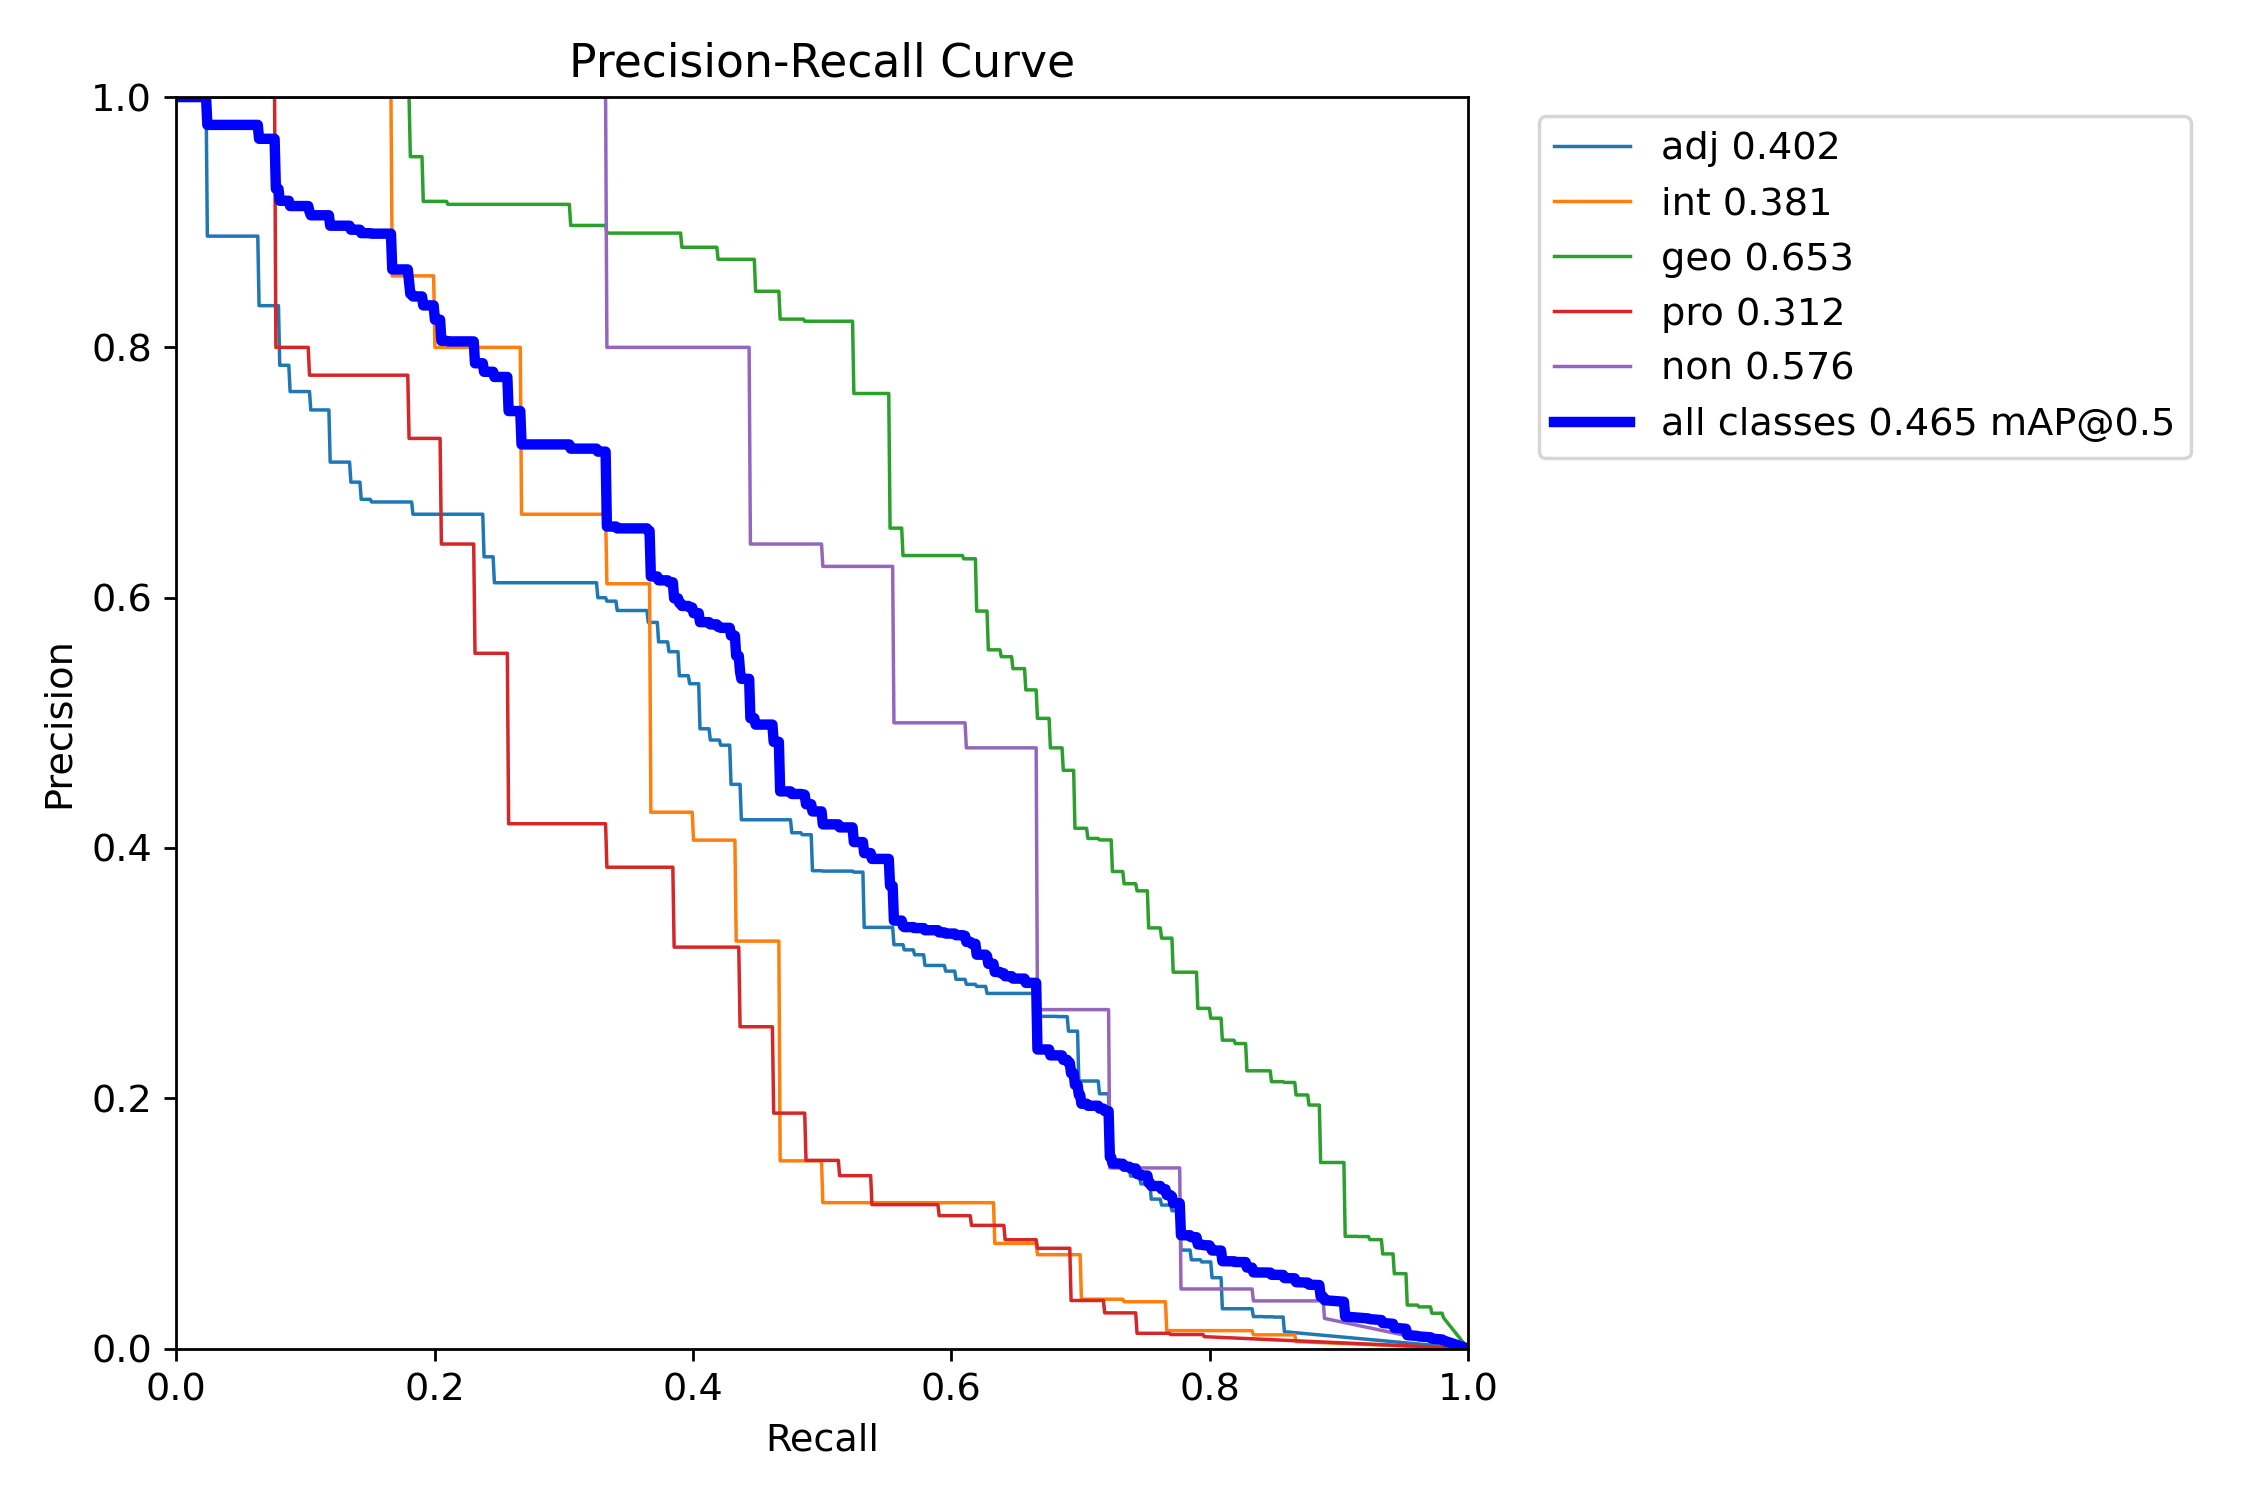 Precision-Recall Curve
1.0
0.8
0.6
0.4
0.2
0.0
Precision
0.0 0.2 0.4 0.6 0.8 1.0
Recall
adj 0.402
int 0.381
geo 0.653
pro 0.312
non 0.576
all classes 0.465 mAP@0.5